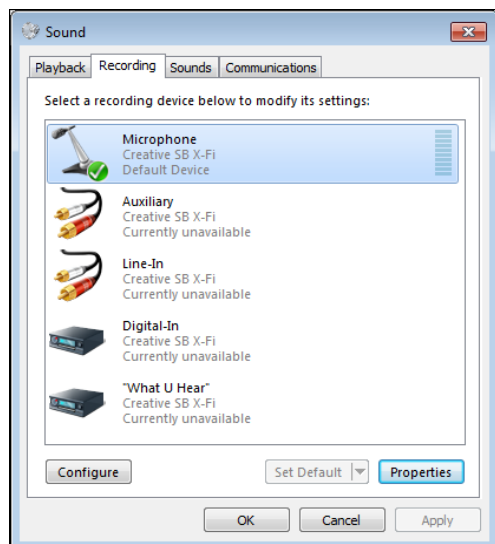 Sound
Playback Recording Sounds Communications
Select a recording device below to modify its settings:
Microphone
Creative SB X-Fi
Default Device
Auxiliary
Creative SB X-Fi
Currently unavailable
Line-In
Creative SB X-Fi
Currently unavailable
Digital-In
Creative SB X-Fi
Currently unavailable
"What U Hear"
Creative SB X-Fi
Currently unavailable
Configure Set Default Properties
OK Cancel Apply